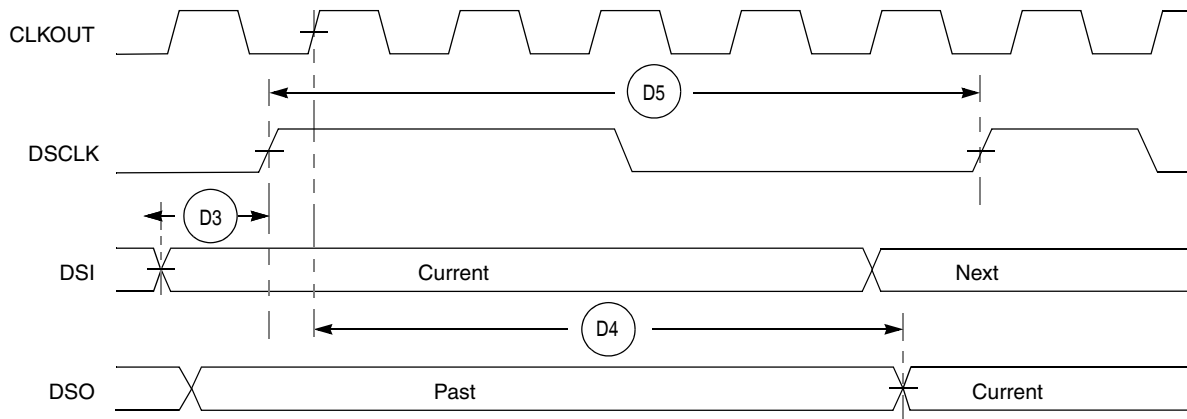 CLKOUT
D5
DSCLK
D3
DSI
Current
Next
D4
DSO
Past
Current